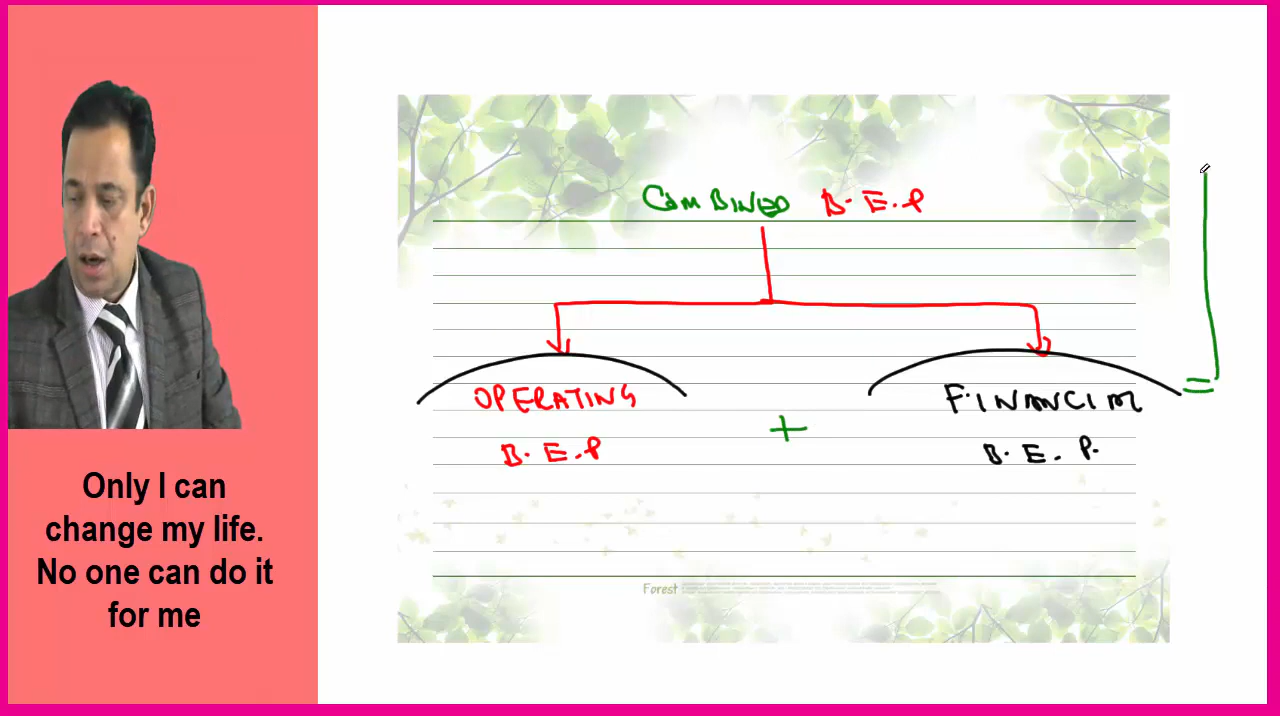 COMBINED B.E.P
OPERATING
B.E.P
+
FINANCIAL
B.E.P.
=
Forest
Only I can
change my life.
No one can do it
for me